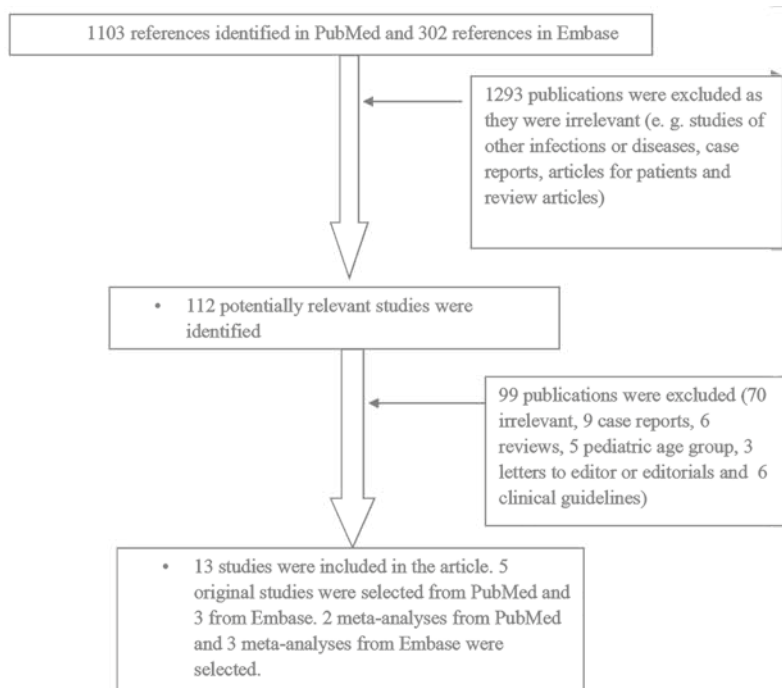 1103 references identified in PubMed and 302 references in Embase
1293 publications were excluded as
they were irrelevant (e. g. studies of
other infections or diseases, case
reports, articles for patients and
review articles)
• 112 potentially relevant studies were
identified
99 publications were excluded (70
irrelevant, 9 case reports, 6
reviews, 5 pediatric age group, 3
letters to editor or editorials and 6
clinical guidelines)
• 13 studies were included in the article. 5
original studies were selected from PubMed and
3 from Embase. 2 meta-analyses from PubMed
and 3 meta-analyses from Embase were
selected.